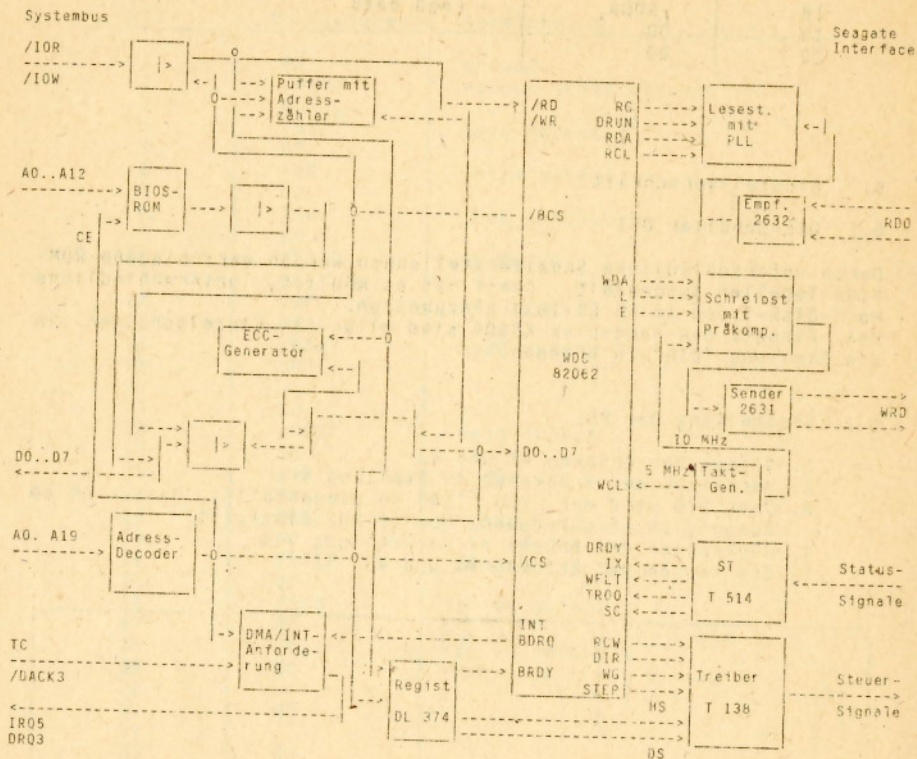 Systembus
Seagate
Interface
/IOR
/IOW
|>
Puffer mit
Adress-
zähler
/RD
/WR
RG
DRUN
RDA
RCL
Lesest.
mit
PLL
A0..A12
BIOS-
ROM
|>
/BCS
CE
Empf.
2632
RDD
WDA
L
E
Schreibst
mit
Präkomp.
ECC-
Generator
WDC
82062
Sender
2631
WRD
10 MHz
|>
D0..D7
D0..D7
5 MHz
WCL
Takt-
Gen.
A0. A19
Adress-
Decoder
/CS
DRDY
IX
WFLT
TROO
SC
ST
T 514
Status-
Signale
INT
BDRQ
TC
/DACK3
DMA/INT-
Anforde-
rung
BRDY
RCW
DIR
WG
STEP
Treiber
T 138
Steuer-
Signale
Regist
DL 374
HS
DS
IRQ5
DRQ3